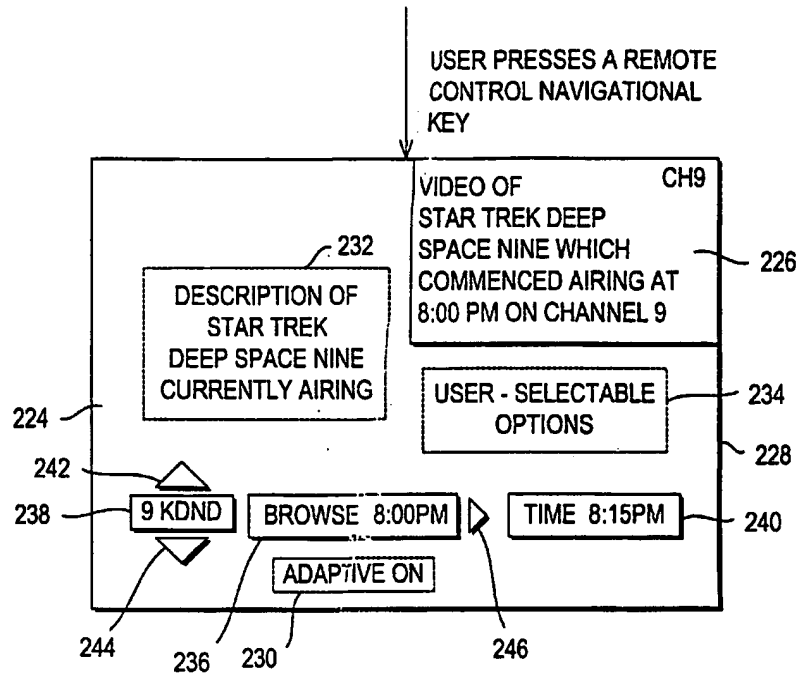 USER PRESSES A REMOTE
CONTROL NAVIGATIONAL
KEY
CH9
VIDEO OF
STAR TREK DEEP
SPACE NINE WHICH
COMMENCED AIRING AT
8:00 PM ON CHANNEL 9
226
232
DESCRIPTION OF
STAR TREK
DEEP SPACE NINE
CURRENTLY AIRING
USER - SELECTABLE
OPTIONS
234
224
228
242
238
9 KDND
BROWSE 8:00PM
TIME 8:15PM
240
ADAPTIVE ON
244
236
230
246